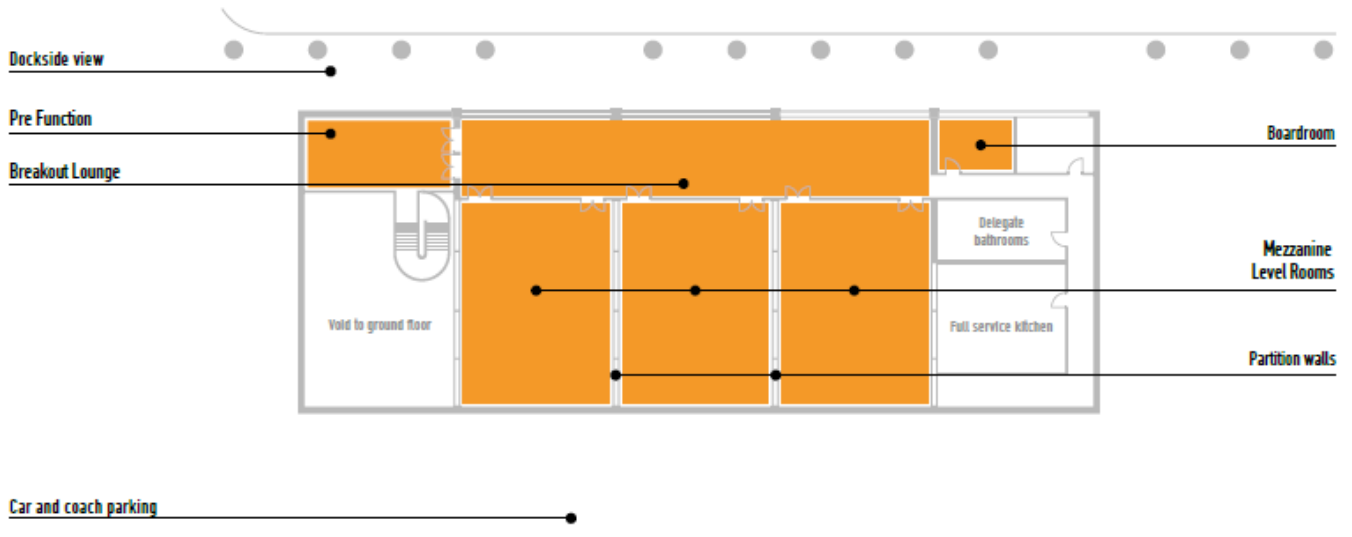 Dockside view
Pre Function
Breakout Lounge
Boardroom
Delegate
bathrooms
Mezzanine
Level Rooms
Void to ground floor
Full service kitchen
Partition walls
Car and coach parking